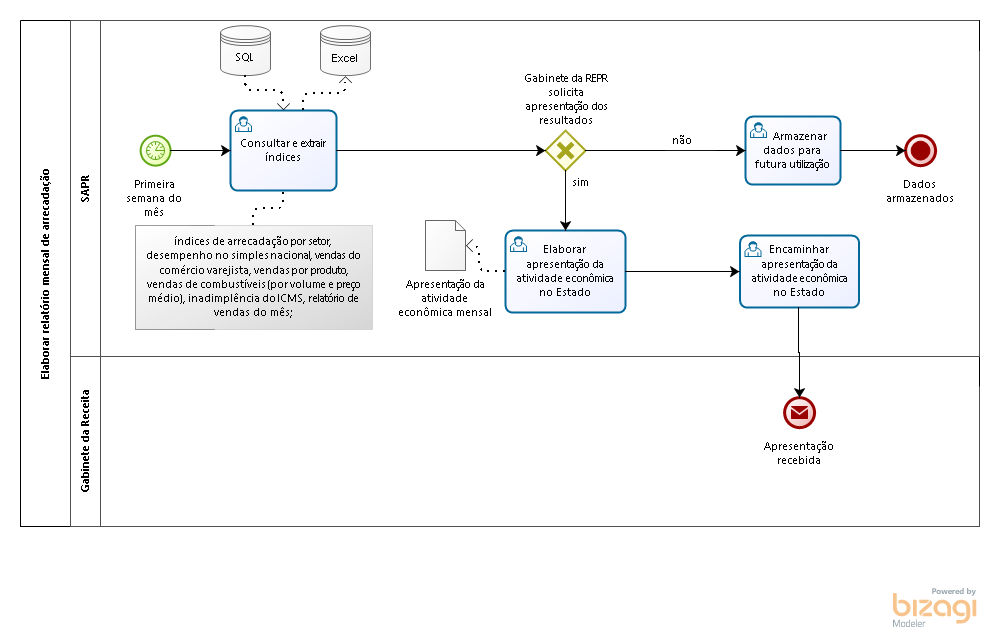 Elaborar relatório mensal de arrecadação
SAPR
SQL
Excel
Gabinete da REPR
solicita
apresentação dos
resultados
Consultar e extrair
índices
não
Armazenar
dados para
futura utilização
Primeira
semana do
mês
sim
Dados
armazenados
índices de arrecadação por setor,
desempenho no simples nacional, vendas do
comércio varejista, vendas por produto,
vendas de combustíveis (por volume e preço
médio), inadimplência do ICMS, relatório de
vendas do mês;
Apresentação da
atividade
econômica mensal
Elaborar
apresentação da
atividade econômica
no Estado
Encaminhar
apresentação da
atividade econômica
no Estado
Gabinete da Receita
Apresentação
recebida
Powered by
bizagi
Modeler